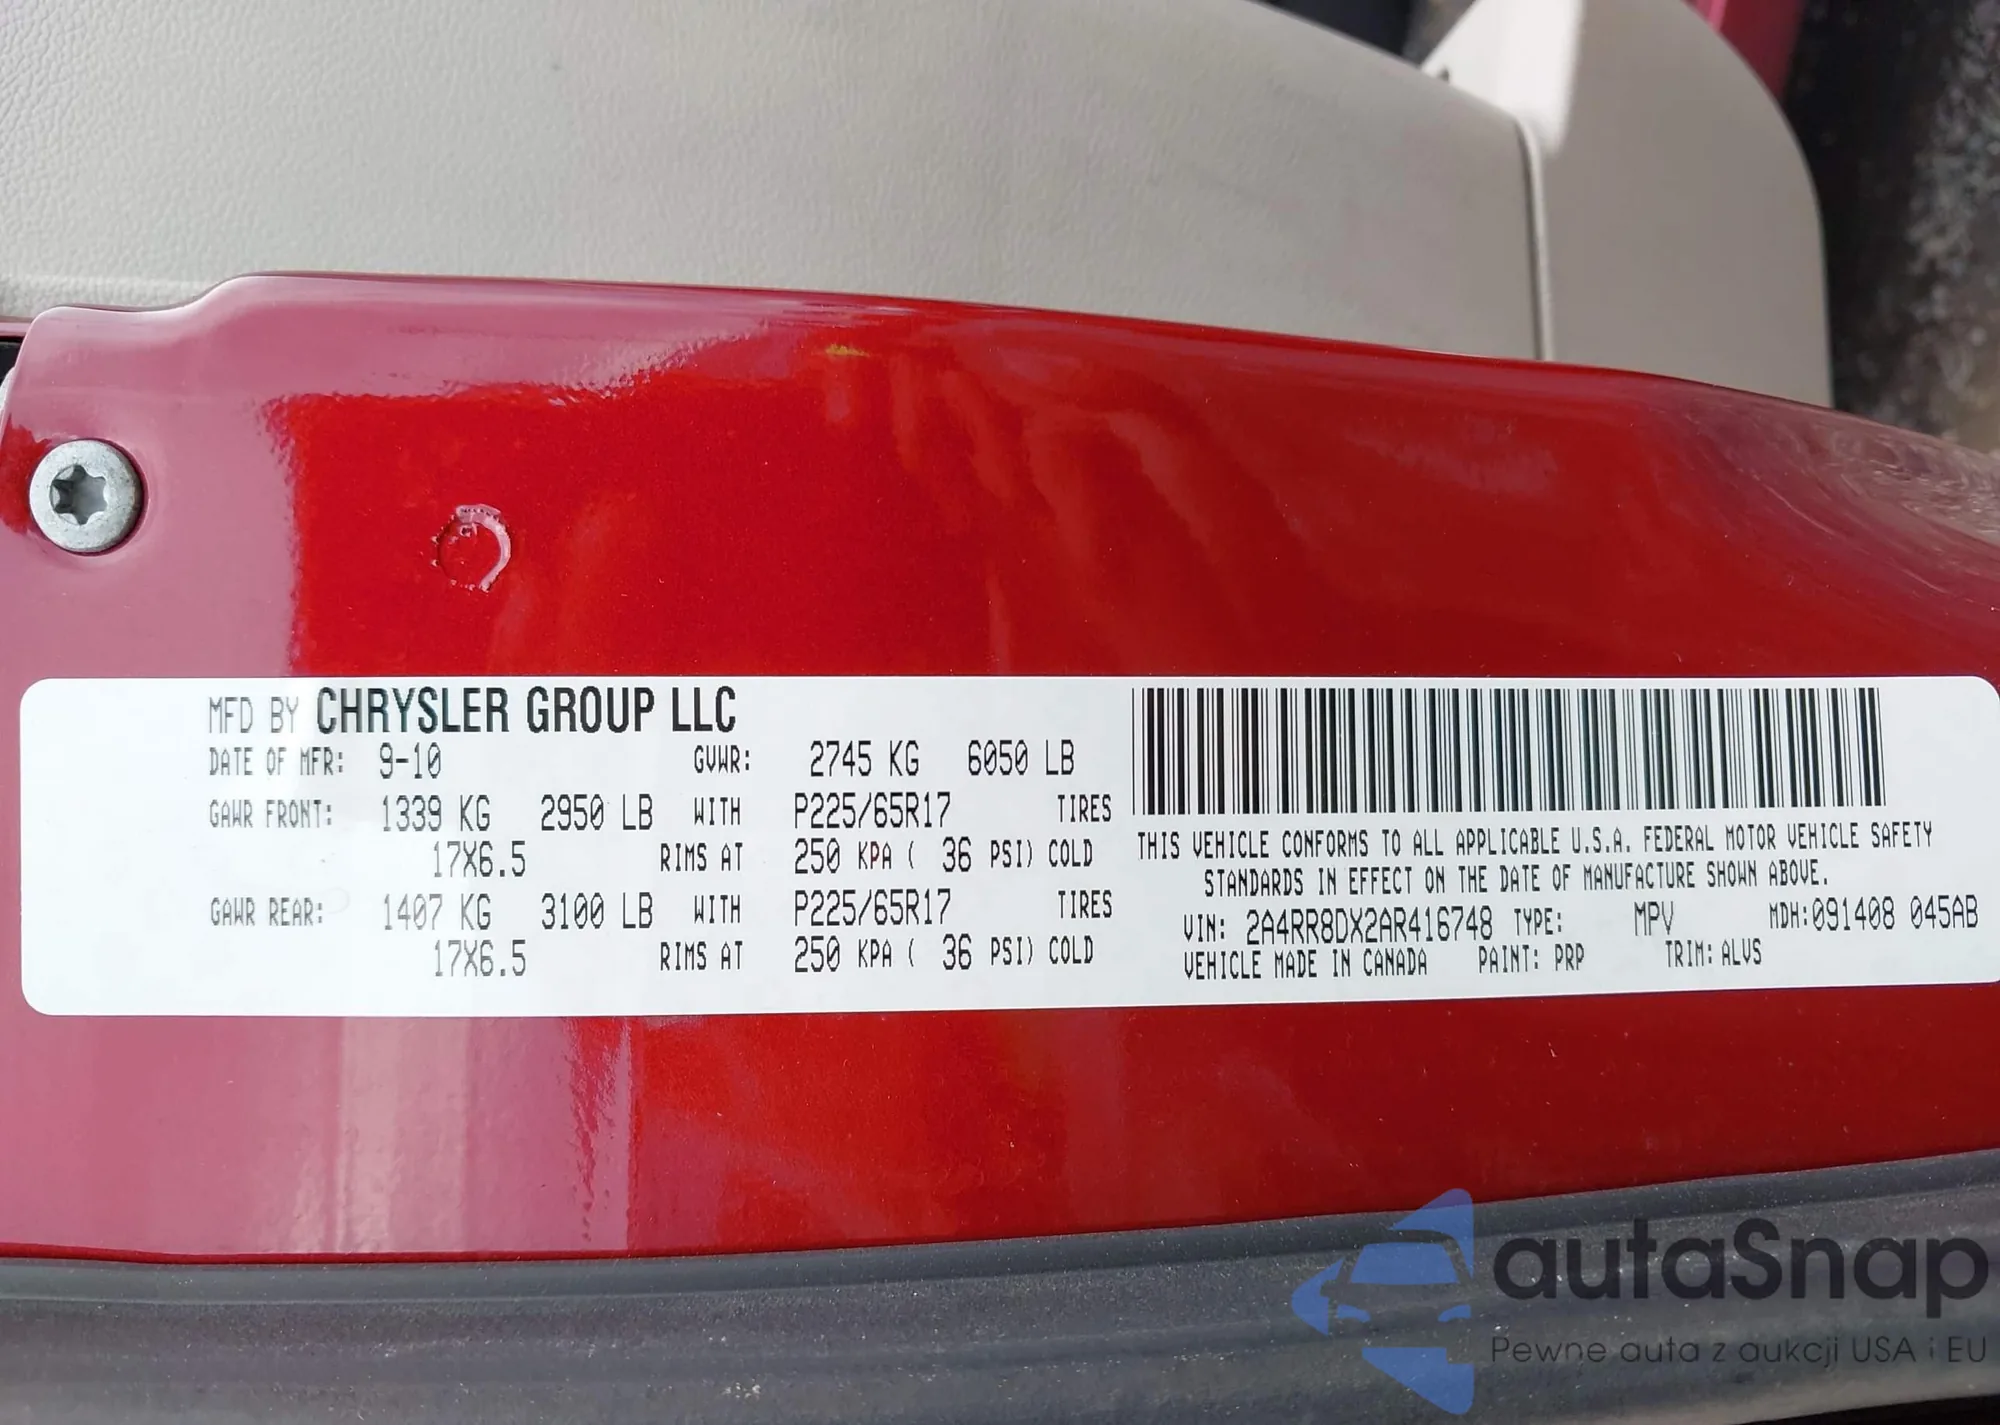 MFD BY CHRYSLER GROUP LLC
DATE OF MFR: 9-10 GVWR: 2745 KG 6050 LB
GAWR FRONT: 1339 KG 2950 LB WITH P225/65R17 TIRES
17X6.5 RIMS AT 250 KPA ( 36 PSI) COLD
GAWR REAR: 1407 KG 3100 LB WITH P225/65R17 TIRES
17X6.5 RIMS AT 250 KPA ( 36 PSI) COLD
THIS VEHICLE CONFORMS TO ALL APPLICABLE U.S.A. FEDERAL MOTOR VEHICLE SAFETY
STANDARDS IN EFFECT ON THE DATE OF MANUFACTURE SHOWN ABOVE.
VIN: 2A4RR8DX2AR416748 TYPE: MPV MDH:091408 045AB
VEHICLE MADE IN CANADA PAINT: PRP TRIM: ALVS
autaSnap
Pewne auta z aukcji USA i EU